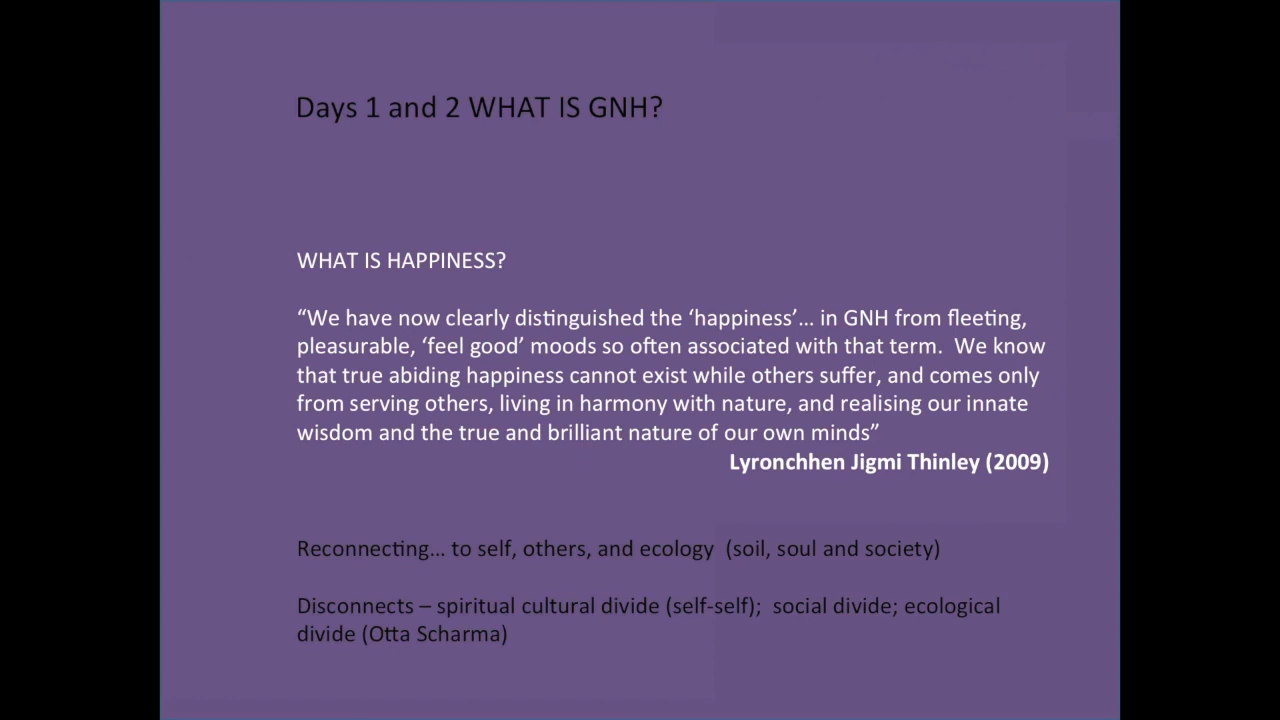 Days 1 and 2 WHAT IS GNH?
WHAT IS HAPPINESS?
“We have now clearly distinguished the ‘happiness’… in GNH from fleeting,
pleasurable, ‘feel good’ moods so often associated with that term.  We know
that true abiding happiness cannot exist while others suffer, and comes only
from serving others, living in harmony with nature, and realising our innate
wisdom and the true and brilliant nature of our own minds”
Lyronchhen Jigmi Thinley (2009)
Reconnecting… to self, others, and ecology  (soil, soul and society)
Disconnects – spiritual cultural divide (self-self);  social divide; ecological
divide (Otta Scharma)